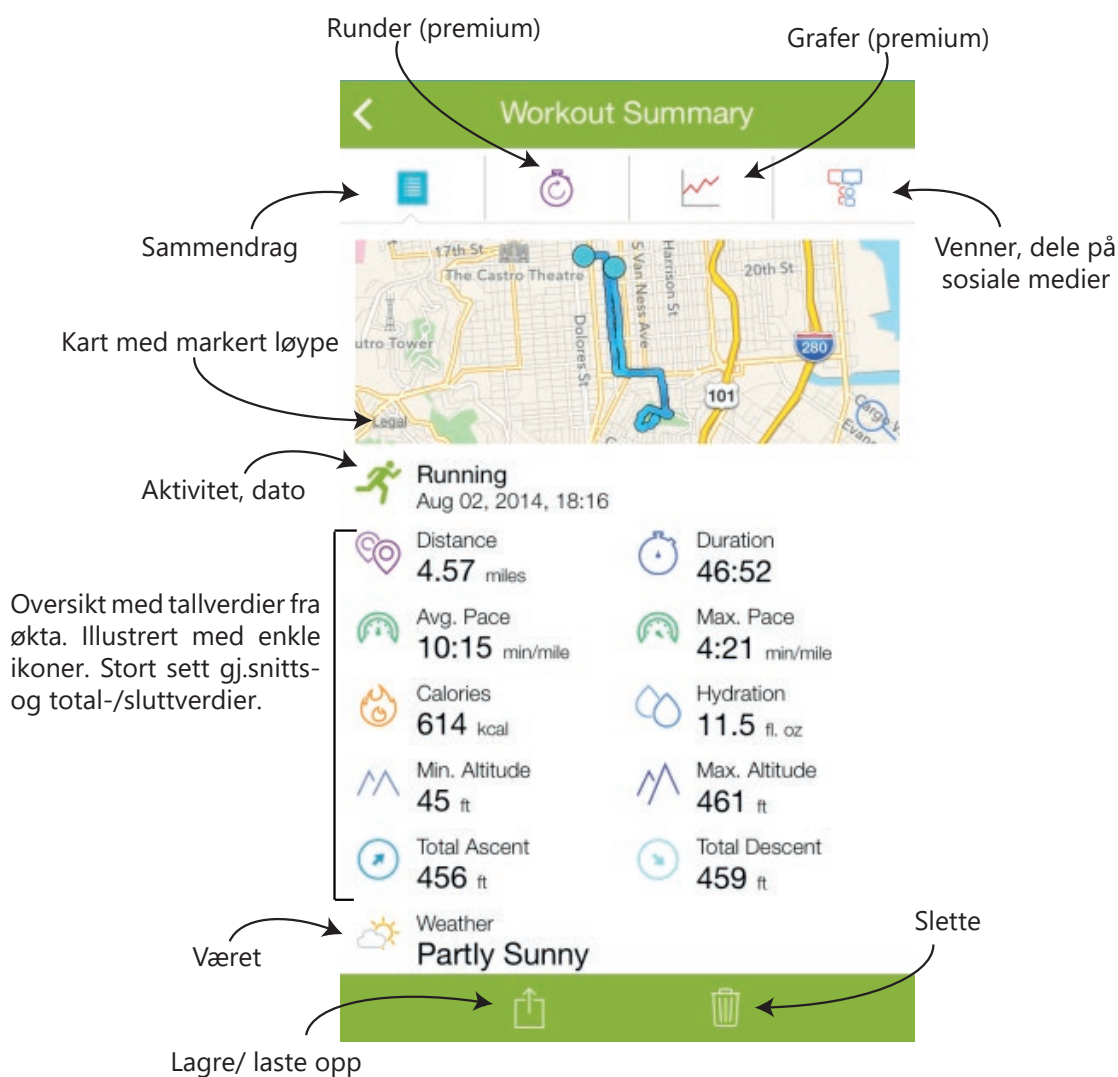 Runder (premium)
Grafer (premium)
Workout Summary
Sammendrag
Venner, dele på
sosiale medier
17th St
The Castro Theatre
S Van Ness Ave
Harrison St
20th St
Dolores St
utro Tower
280
101
Legal
Cargo
Evans
Kart med markert løype
Aktivitet, dato
Running
Aug 02, 2014, 18:16
Oversikt med tallverdier fra
økta. Illustrert med enkle
ikoner. Stort sett gj.snitts-
og total-/sluttverdier.
Distance
4.57 miles
Duration
46:52
Avg. Pace
10:15 min/mile
Max. Pace
4:21 min/mile
Calories
614 kcal
Hydration
11.5 fl. oz
Min. Altitude
45 ft
Max. Altitude
461 ft
Total Ascent
456 ft
Total Descent
459 ft
Været
Weather
Partly Sunny
Slette
Lagre/ laste opp